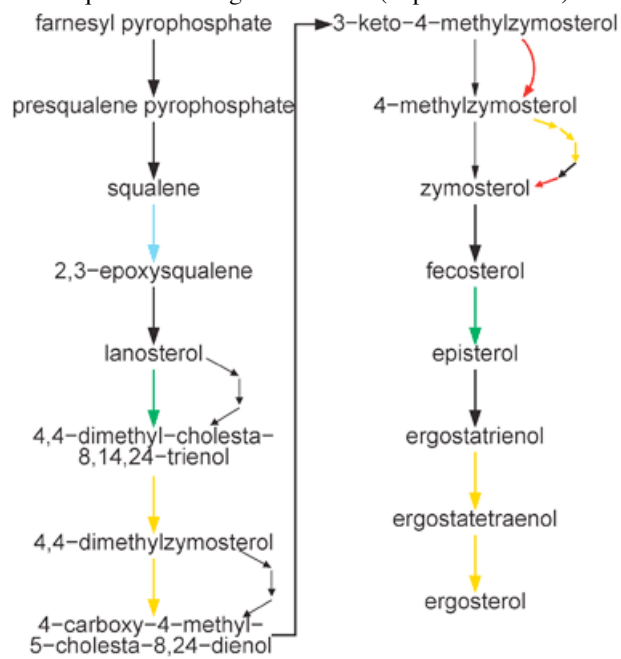 farnesyl pyrophosphate
presqualene pyrophosphate
squalene
2,3−epoxysqualene
lanosterol
4,4−dimethyl−cholesta−
8,14,24−trienol
4,4−dimethylzymosterol
4−carboxy−4−methyl−
5−cholesta−8,24−dienol
3−keto−4−methylzymosterol
4−methylzymosterol
zymosterol
fecosterol
episterol
ergostatrienol
ergostatetraenol
ergosterol